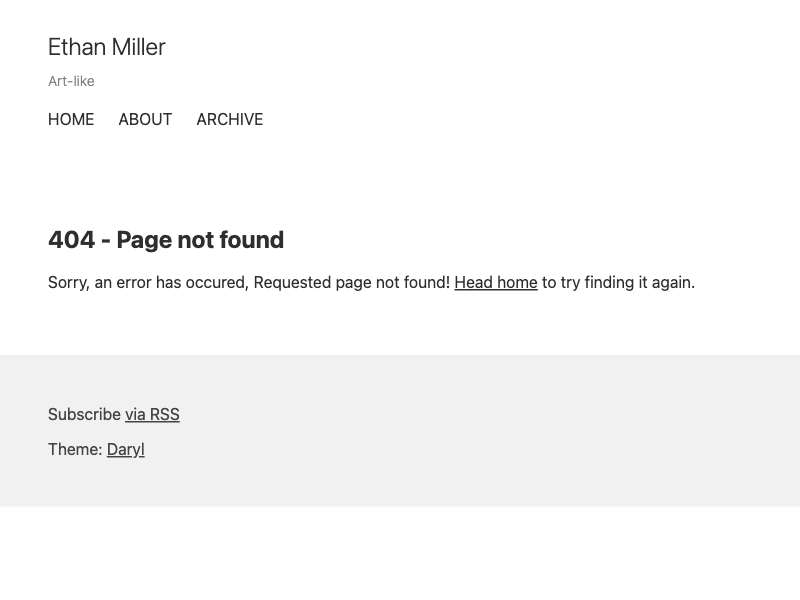 Ethan Miller
Art-like
HOME ABOUT ARCHIVE
404 - Page not found
Sorry, an error has occured, Requested page not found! Head home to try finding it again.
Subscribe via RSS
Theme: Daryl